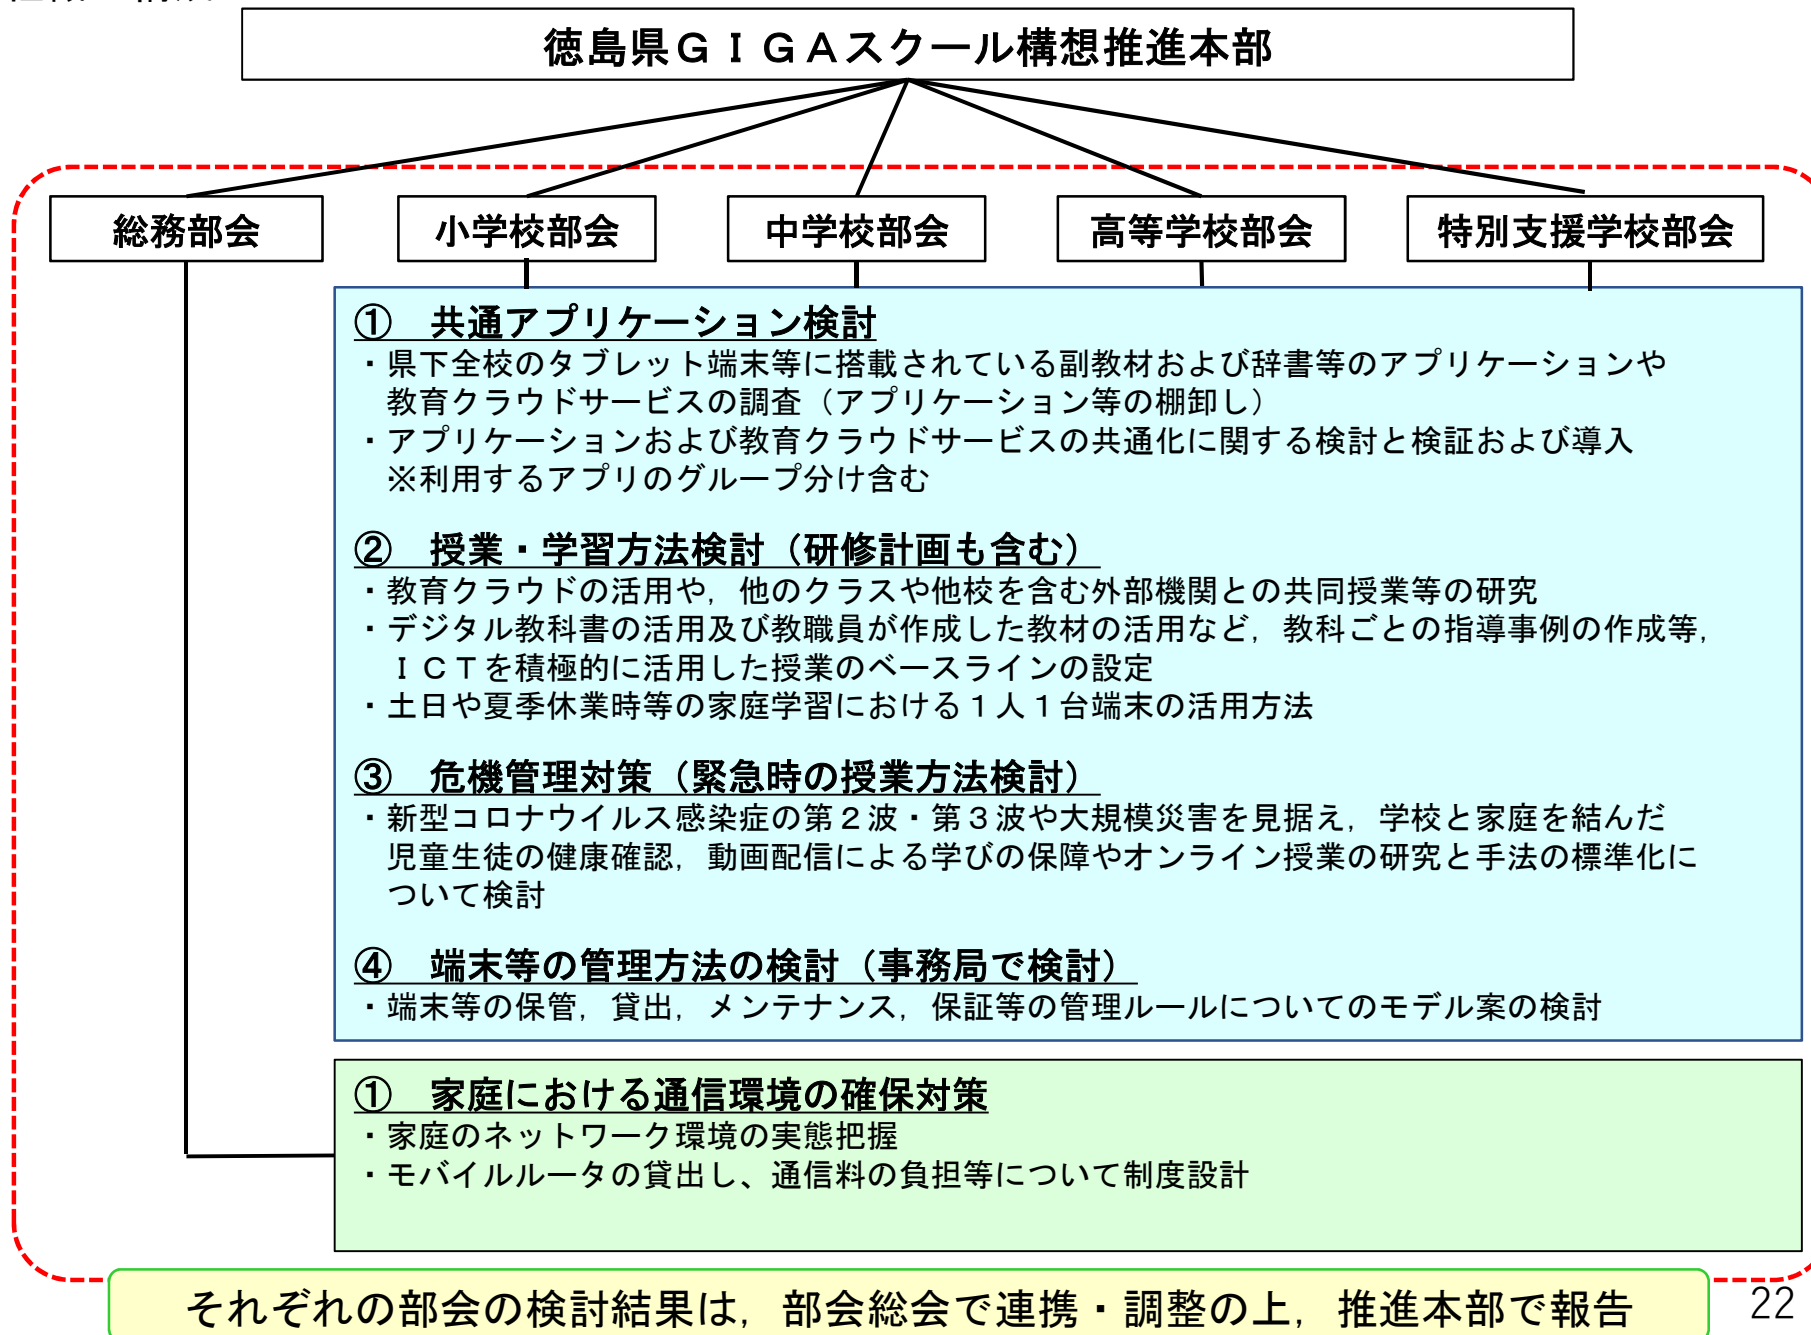 徳島県ＧＩＧＡスクール構想推進本部
総務部会
小学校部会
中学校部会
高等学校部会
特別支援学校部会
①　共通アプリケーション検討
・県下全校のタブレット端末等に搭載されている副教材および辞書等のアプリケーションや
教育クラウドサービスの調査（アプリケーション等の棚卸し）
・アプリケーションおよび教育クラウドサービスの共通化に関する検討と検証および導入
※利用するアプリのグループ分け含む
②　授業・学習方法検討（研修計画も含む）
・教育クラウドの活用や，他のクラスや他校を含む外部機関との共同授業等の研究
・デジタル教科書の活用及び教職員が作成した教材の活用など，教科ごとの指導事例の作成等，
ＩＣＴを積極的に活用した授業のベースラインの設定
・土日や夏季休業時等の家庭学習における１人１台端末の活用方法
③　危機管理対策（緊急時の授業方法検討）
・新型コロナウイルス感染症の第２波・第３波や大規模災害を見据え，学校と家庭を結んだ
児童生徒の健康確認，動画配信による学びの保障やオンライン授業の研究と手法の標準化に
ついて検討
④　端末等の管理方法の検討（事務局で検討）
・端末等の保管，貸出，メンテナンス，保証等の管理ルールについてのモデル案の検討
①　家庭における通信環境の確保対策
・家庭のネットワーク環境の実態把握
・モバイルルータの貸出し、通信料の負担等について制度設計
それぞれの部会の検討結果は，部会総会で連携・調整の上，推進本部で報告
22